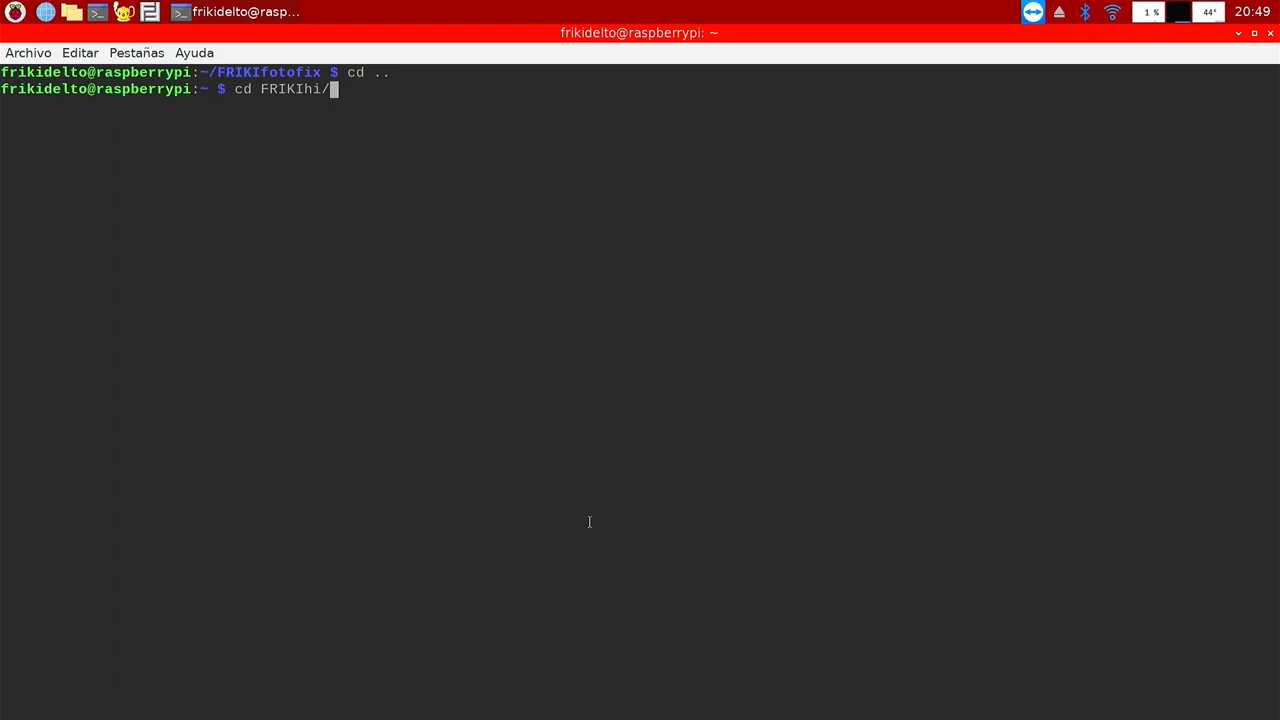 frikidelto@rasp...
1 %
44°
20:49
frikidelto@raspberrypi: ~
Archivo Editar Pestañas Ayuda
frikidelto@raspberrypi:~/FRIKIfotofix $ cd ..
frikidelto@raspberrypi:~ $ cd FRIKIhi/